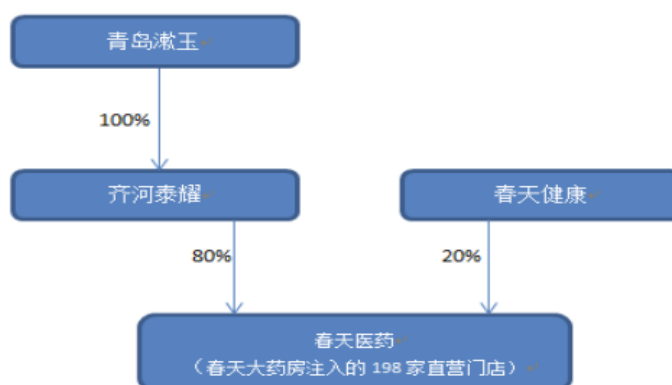 青岛漱玉
100%
齐河泰耀
春天健康
80%
20%
春天医药
（春天大药房注入的 198 家直营门店）